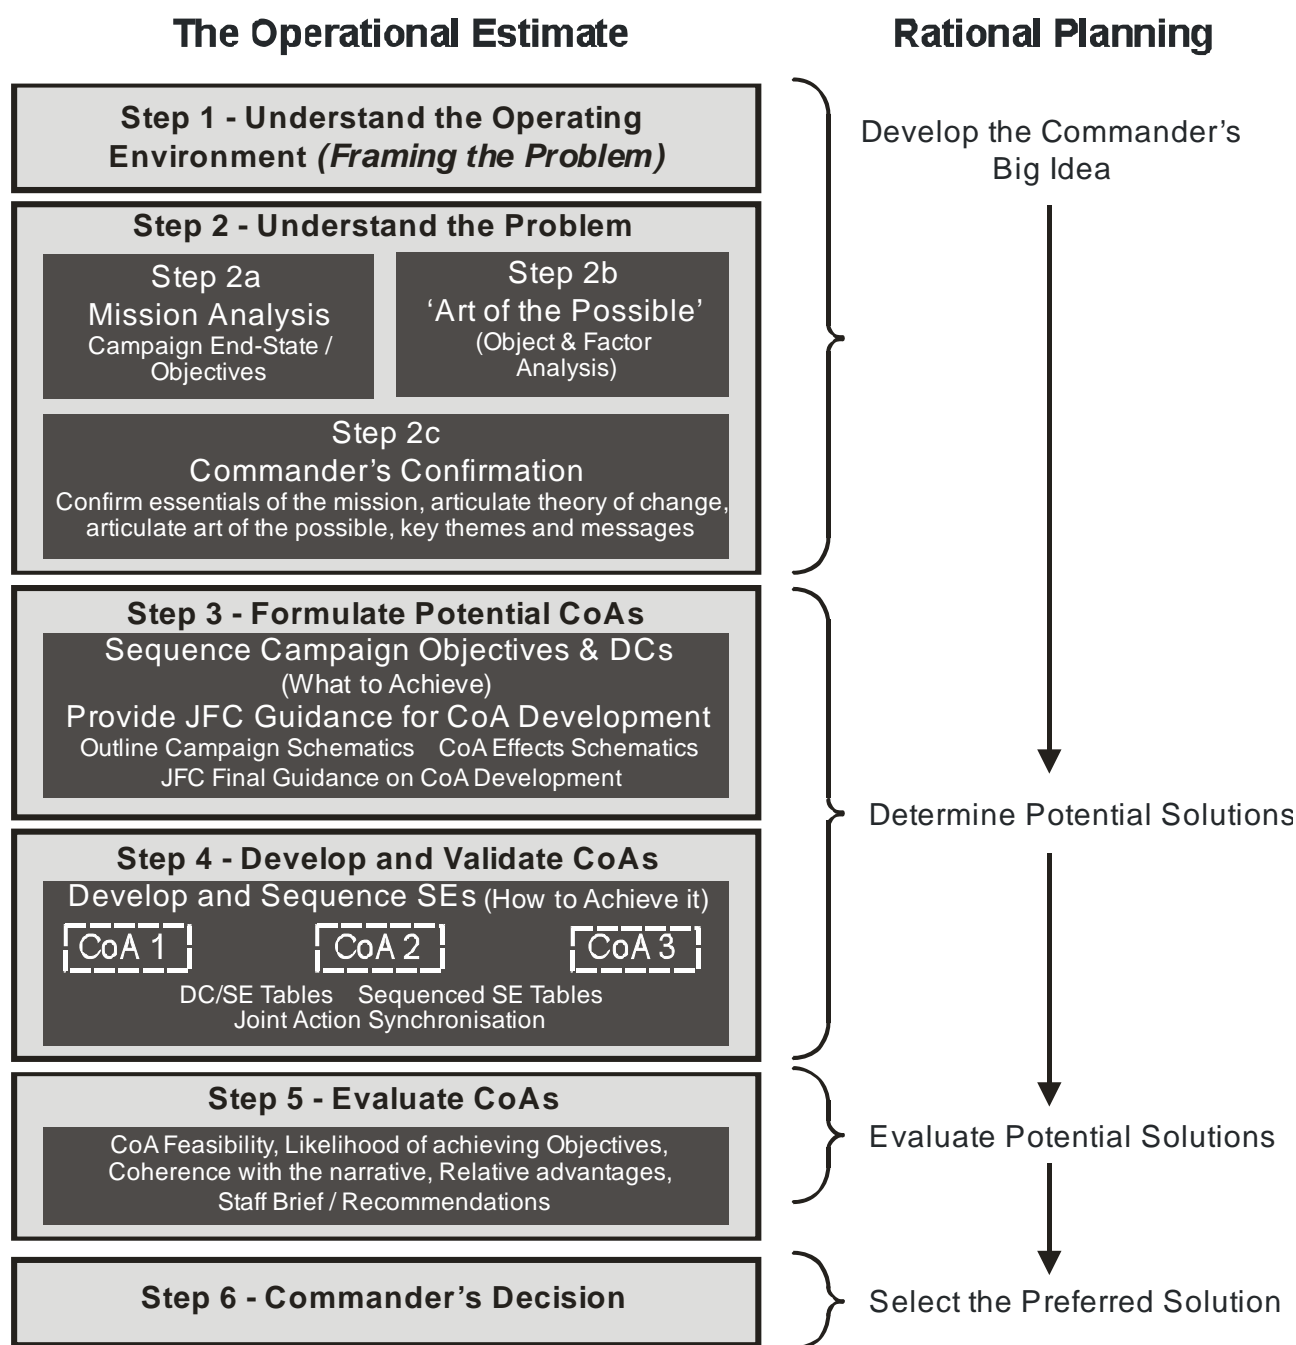 The Operational Estimate
Rational Planning
Step 1 - Understand the Operating
Environment (Framing the Problem)
Develop the Commander’s
Big Idea
Step 2 - Understand the Problem
Step 2a
Mission Analysis
Campaign End-State /
Objectives
Step 2b
‘Art of the Possible’
(Object & Factor
Analysis)
Step 2c
Commander’s Confirmation
Confirm essentials of the mission, articulate theory of change,
articulate art of the possible, key themes and messages
Step 3 - Formulate Potential CoAs
Sequence Campaign Objectives & DCs
(What to Achieve)
Provide JFC Guidance for CoA Development
Outline Campaign Schematics CoA Effects Schematics
JFC Final Guidance on CoA Development
Determine Potential Solutions
Step 4 - Develop and Validate CoAs
Develop and Sequence SEs (How to Achieve it)
CoA 1
CoA 2
CoA 3
DC/SE Tables Sequenced SE Tables
Joint Action Synchronisation
Step 5 - Evaluate CoAs
CoA Feasibility, Likelihood of achieving Objectives,
Coherence with the narrative, Relative advantages,
Staff Brief / Recommendations
Evaluate Potential Solutions
Step 6 - Commander’s Decision
Select the Preferred Solution